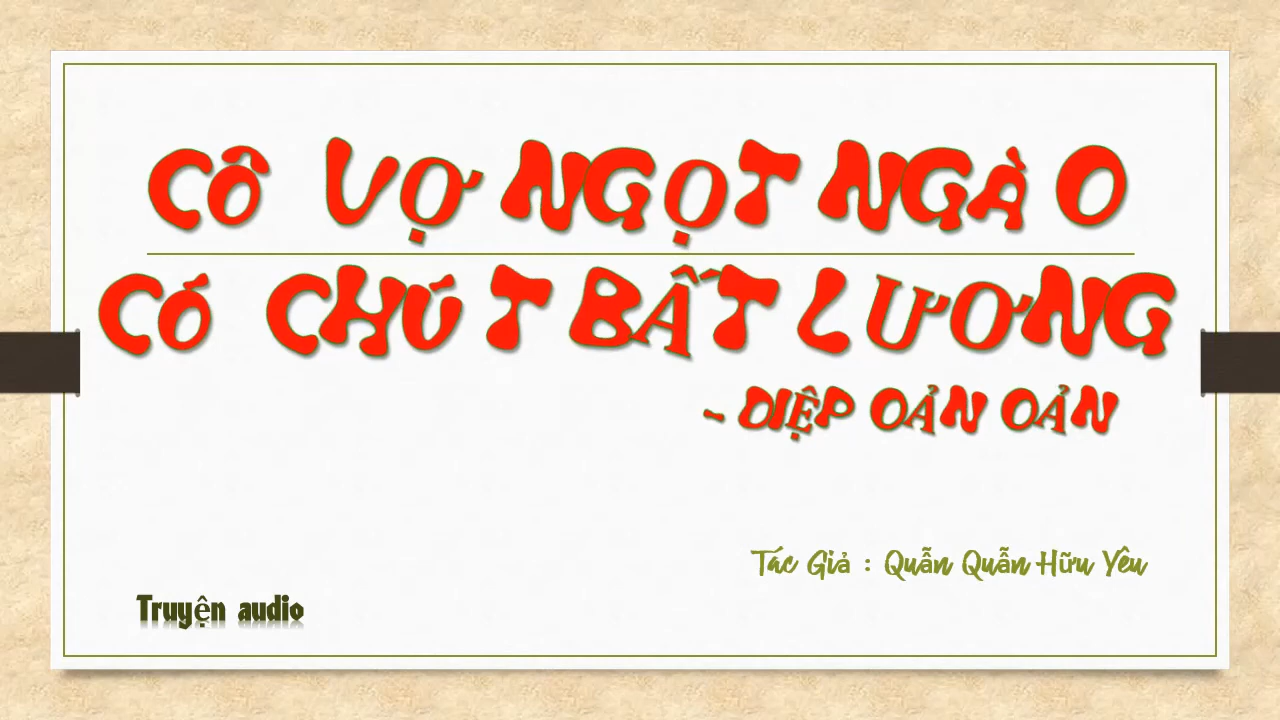 CÔ VỢ NGỌT NGÀO
CÓ CHÚT BẤT LƯƠNG
~ DIỆP OẢN OẢN
Tác Giả : Quẫn Quẫn Hữu Yêu
Truyện audio